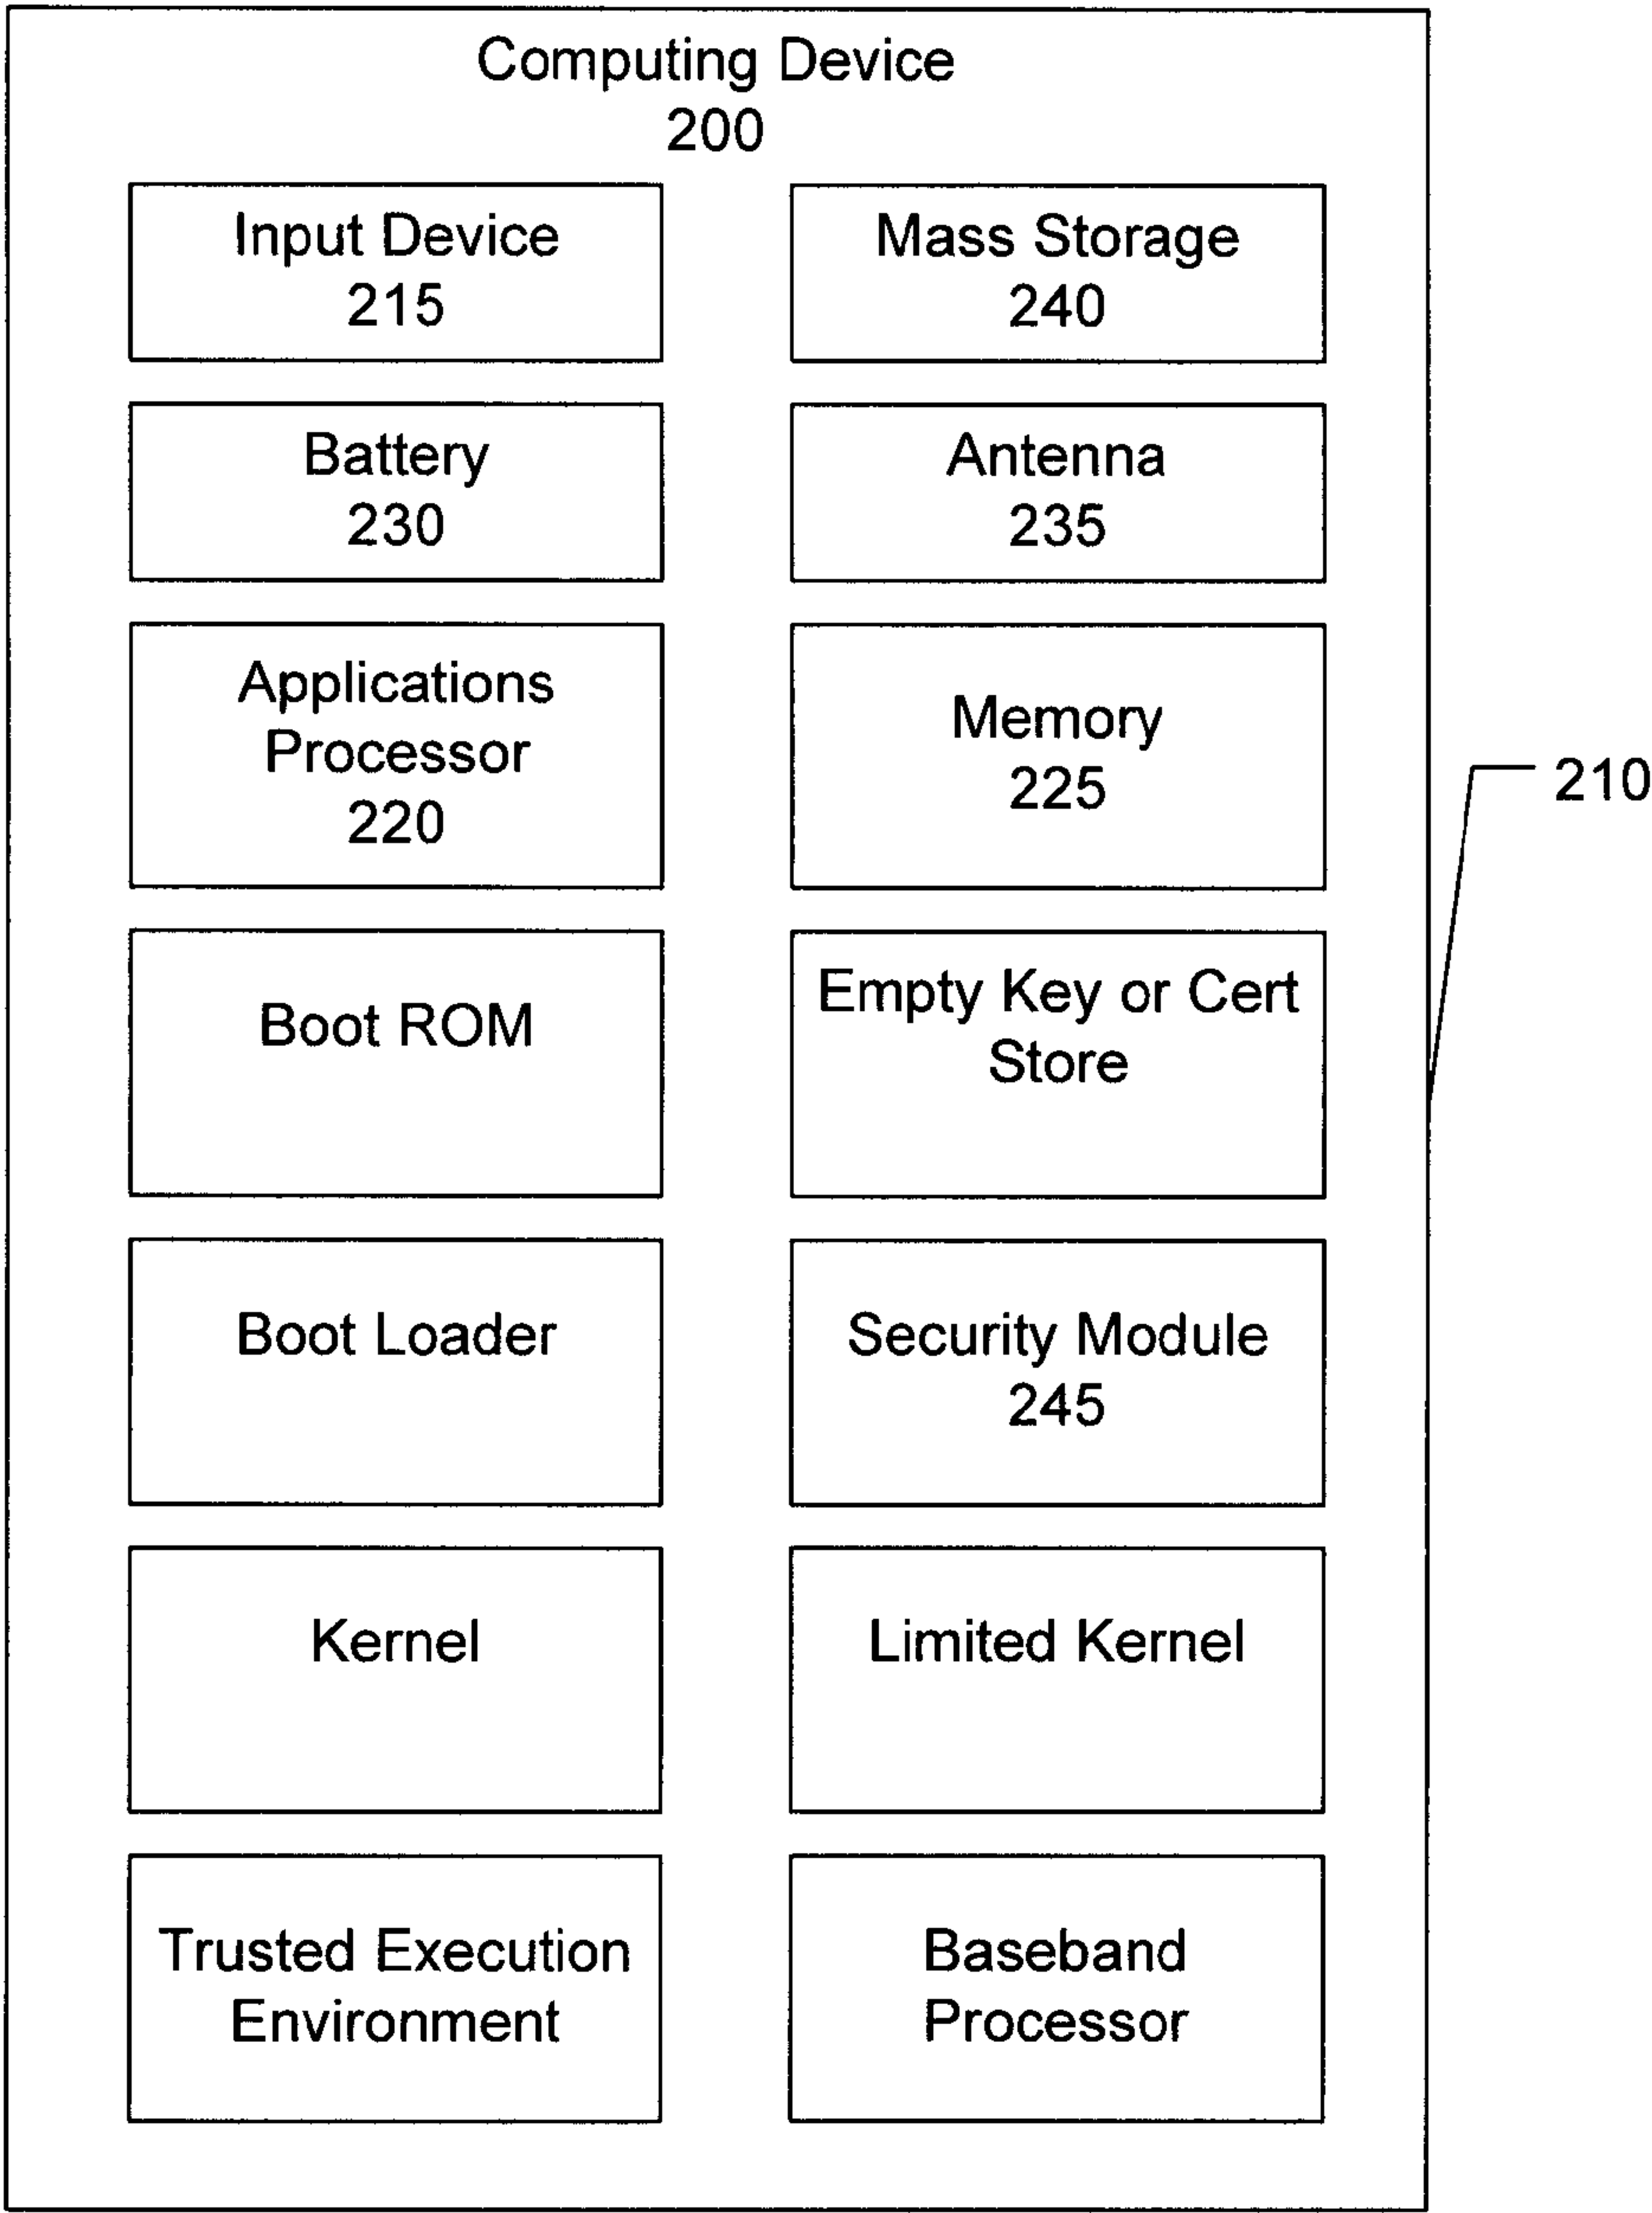 Computing Device
200
Input Device
215
Mass Storage
240
Battery
230
Antenna
235
Applications
Processor
220
Memory
225
210
Boot ROM
Empty Key or Cert
Store
Boot Loader
Security Module
245
Kernel
Limited Kernel
Trusted Execution
Environment
Baseband
Processor